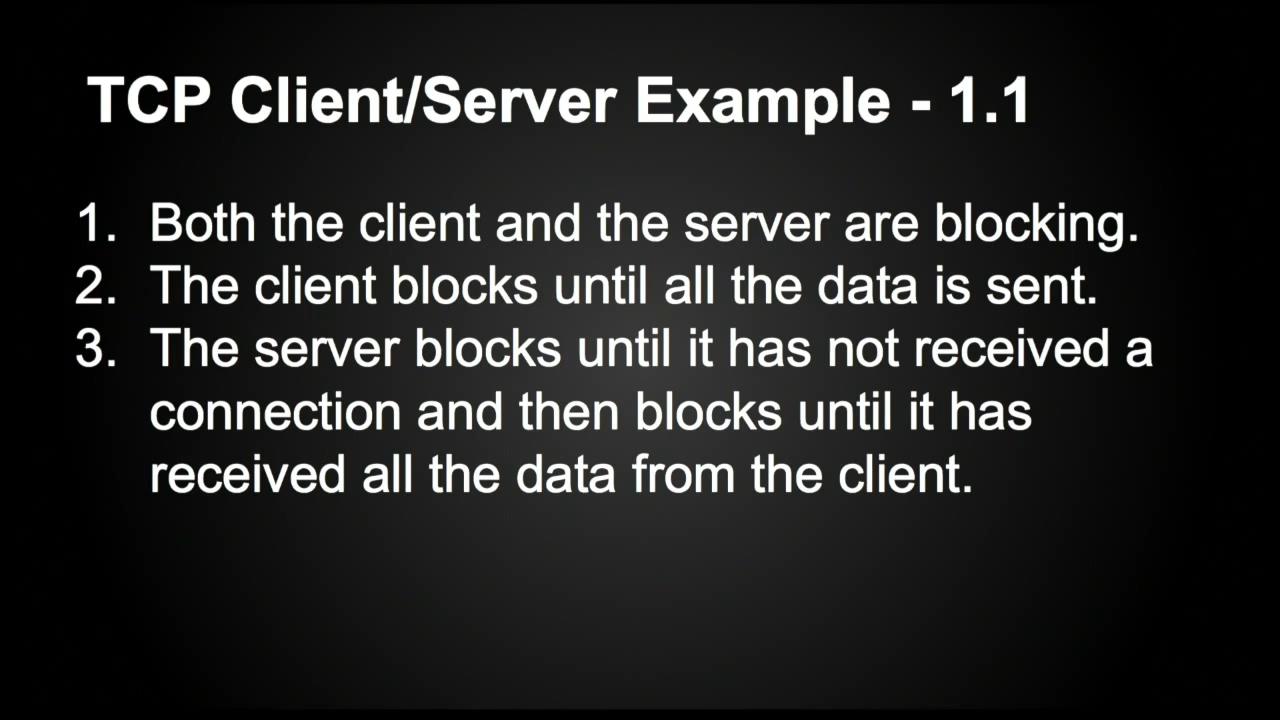 TCP Client/Server Example - 1.1
1. Both the client and the server are blocking.
2. The client blocks until all the data is sent.
3. The server blocks until it has not received a
connection and then blocks until it has
received all the data from the client.